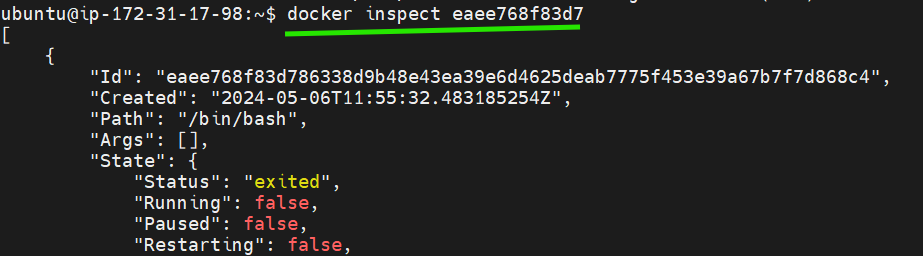 ubuntu@ip-172-31-17-98:~$ docker inspect eaee768f83d7
[
    {
        "Id": "eaee768f83d786338d9b48e43ea39e6d4625deab7775f453e39a67b7f7d868c4",
        "Created": "2024-05-06T11:55:32.483185254Z",
        "Path": "/bin/bash",
        "Args": [],
        "State": {
            "Status": "exited",
            "Running": false,
            "Paused": false,
            "Restarting": false,